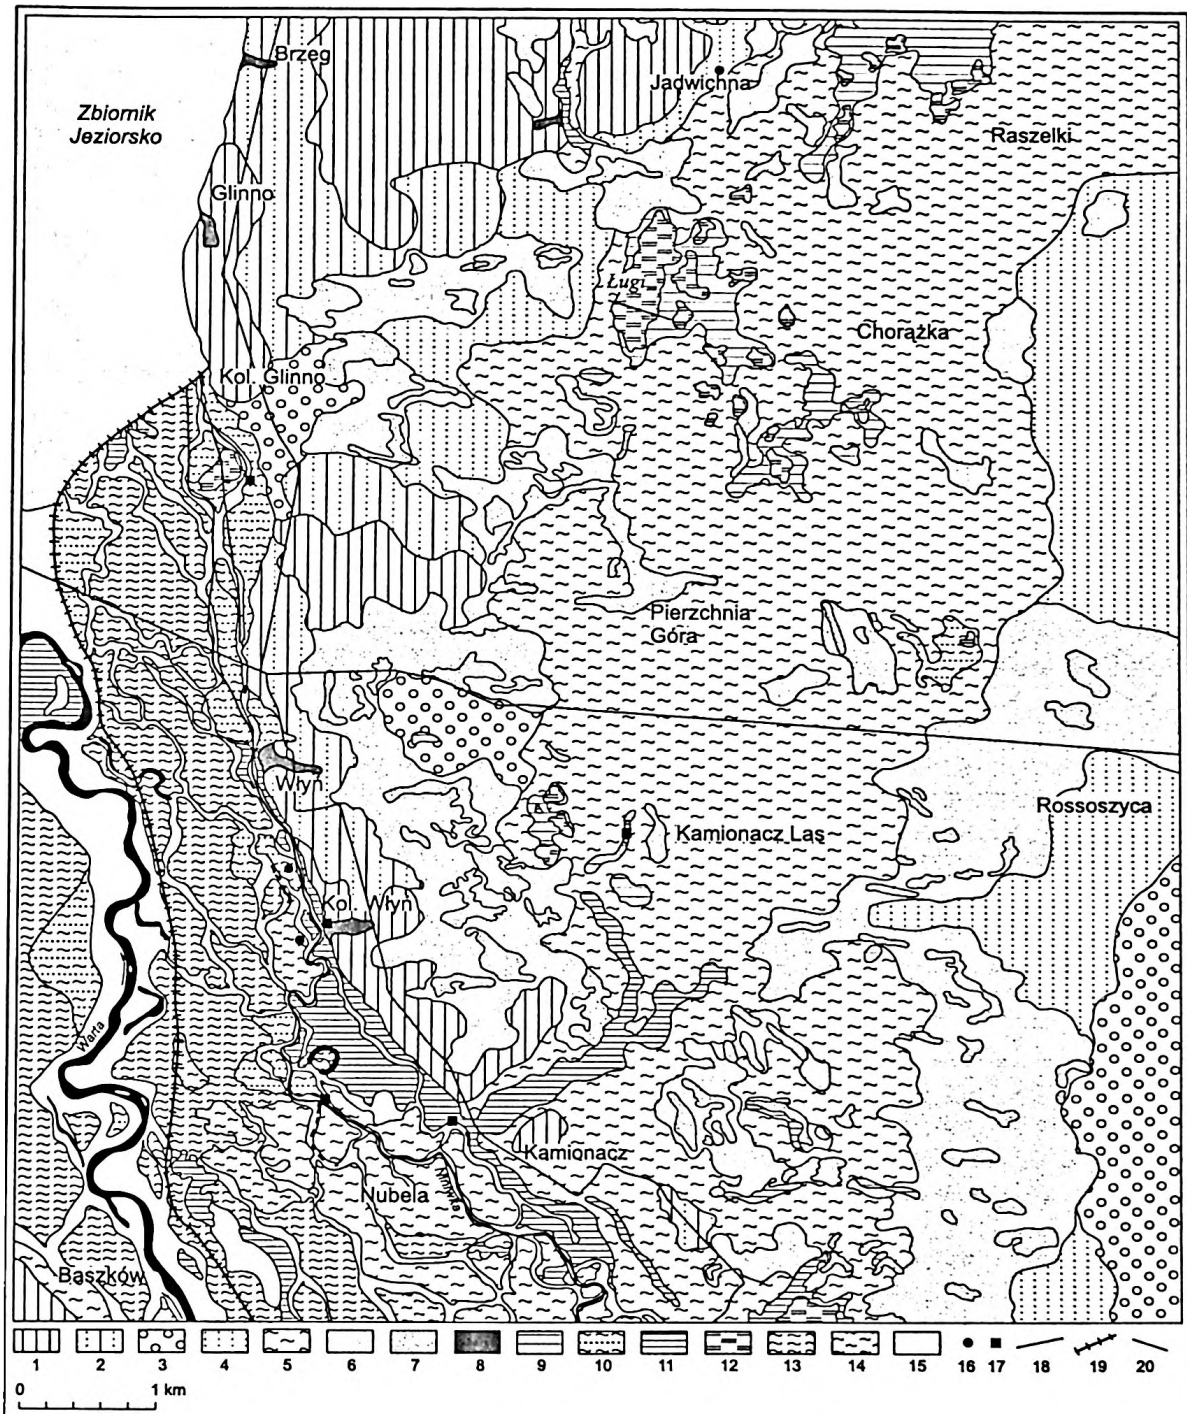 Brzeg
Zbiornik
Jeziorsko
Jadwichna
Raszelki
Glinno
Ługi
Chorążka
Kol. Glinno
Pierzchnia
Góra
Włyń
Rossoszyca
Kamionacz Las
Kol. Włyń
Warta
Kamionacz
Nubela
Baszków
1 2 3 4 5 6 7 8 9 10 11 12 13 14 15 16 17 18 19 20
0 1 km